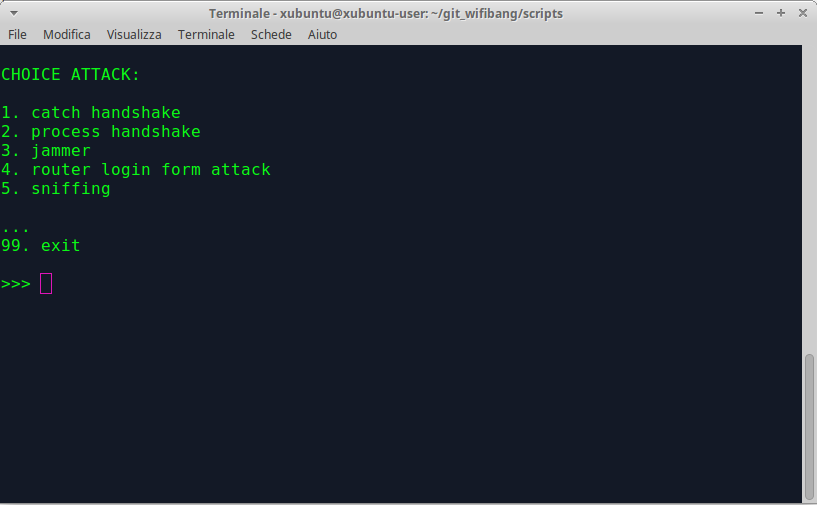 Terminale - xubuntu@xubuntu-user: ~/git_wifibang/scripts
File Modifica Visualizza Terminale Schede Aiuto
CHOICE ATTACK:
1. catch handshake
2. process handshake
3. jammer
4. router login form attack
5. sniffing
...
99. exit
>>>